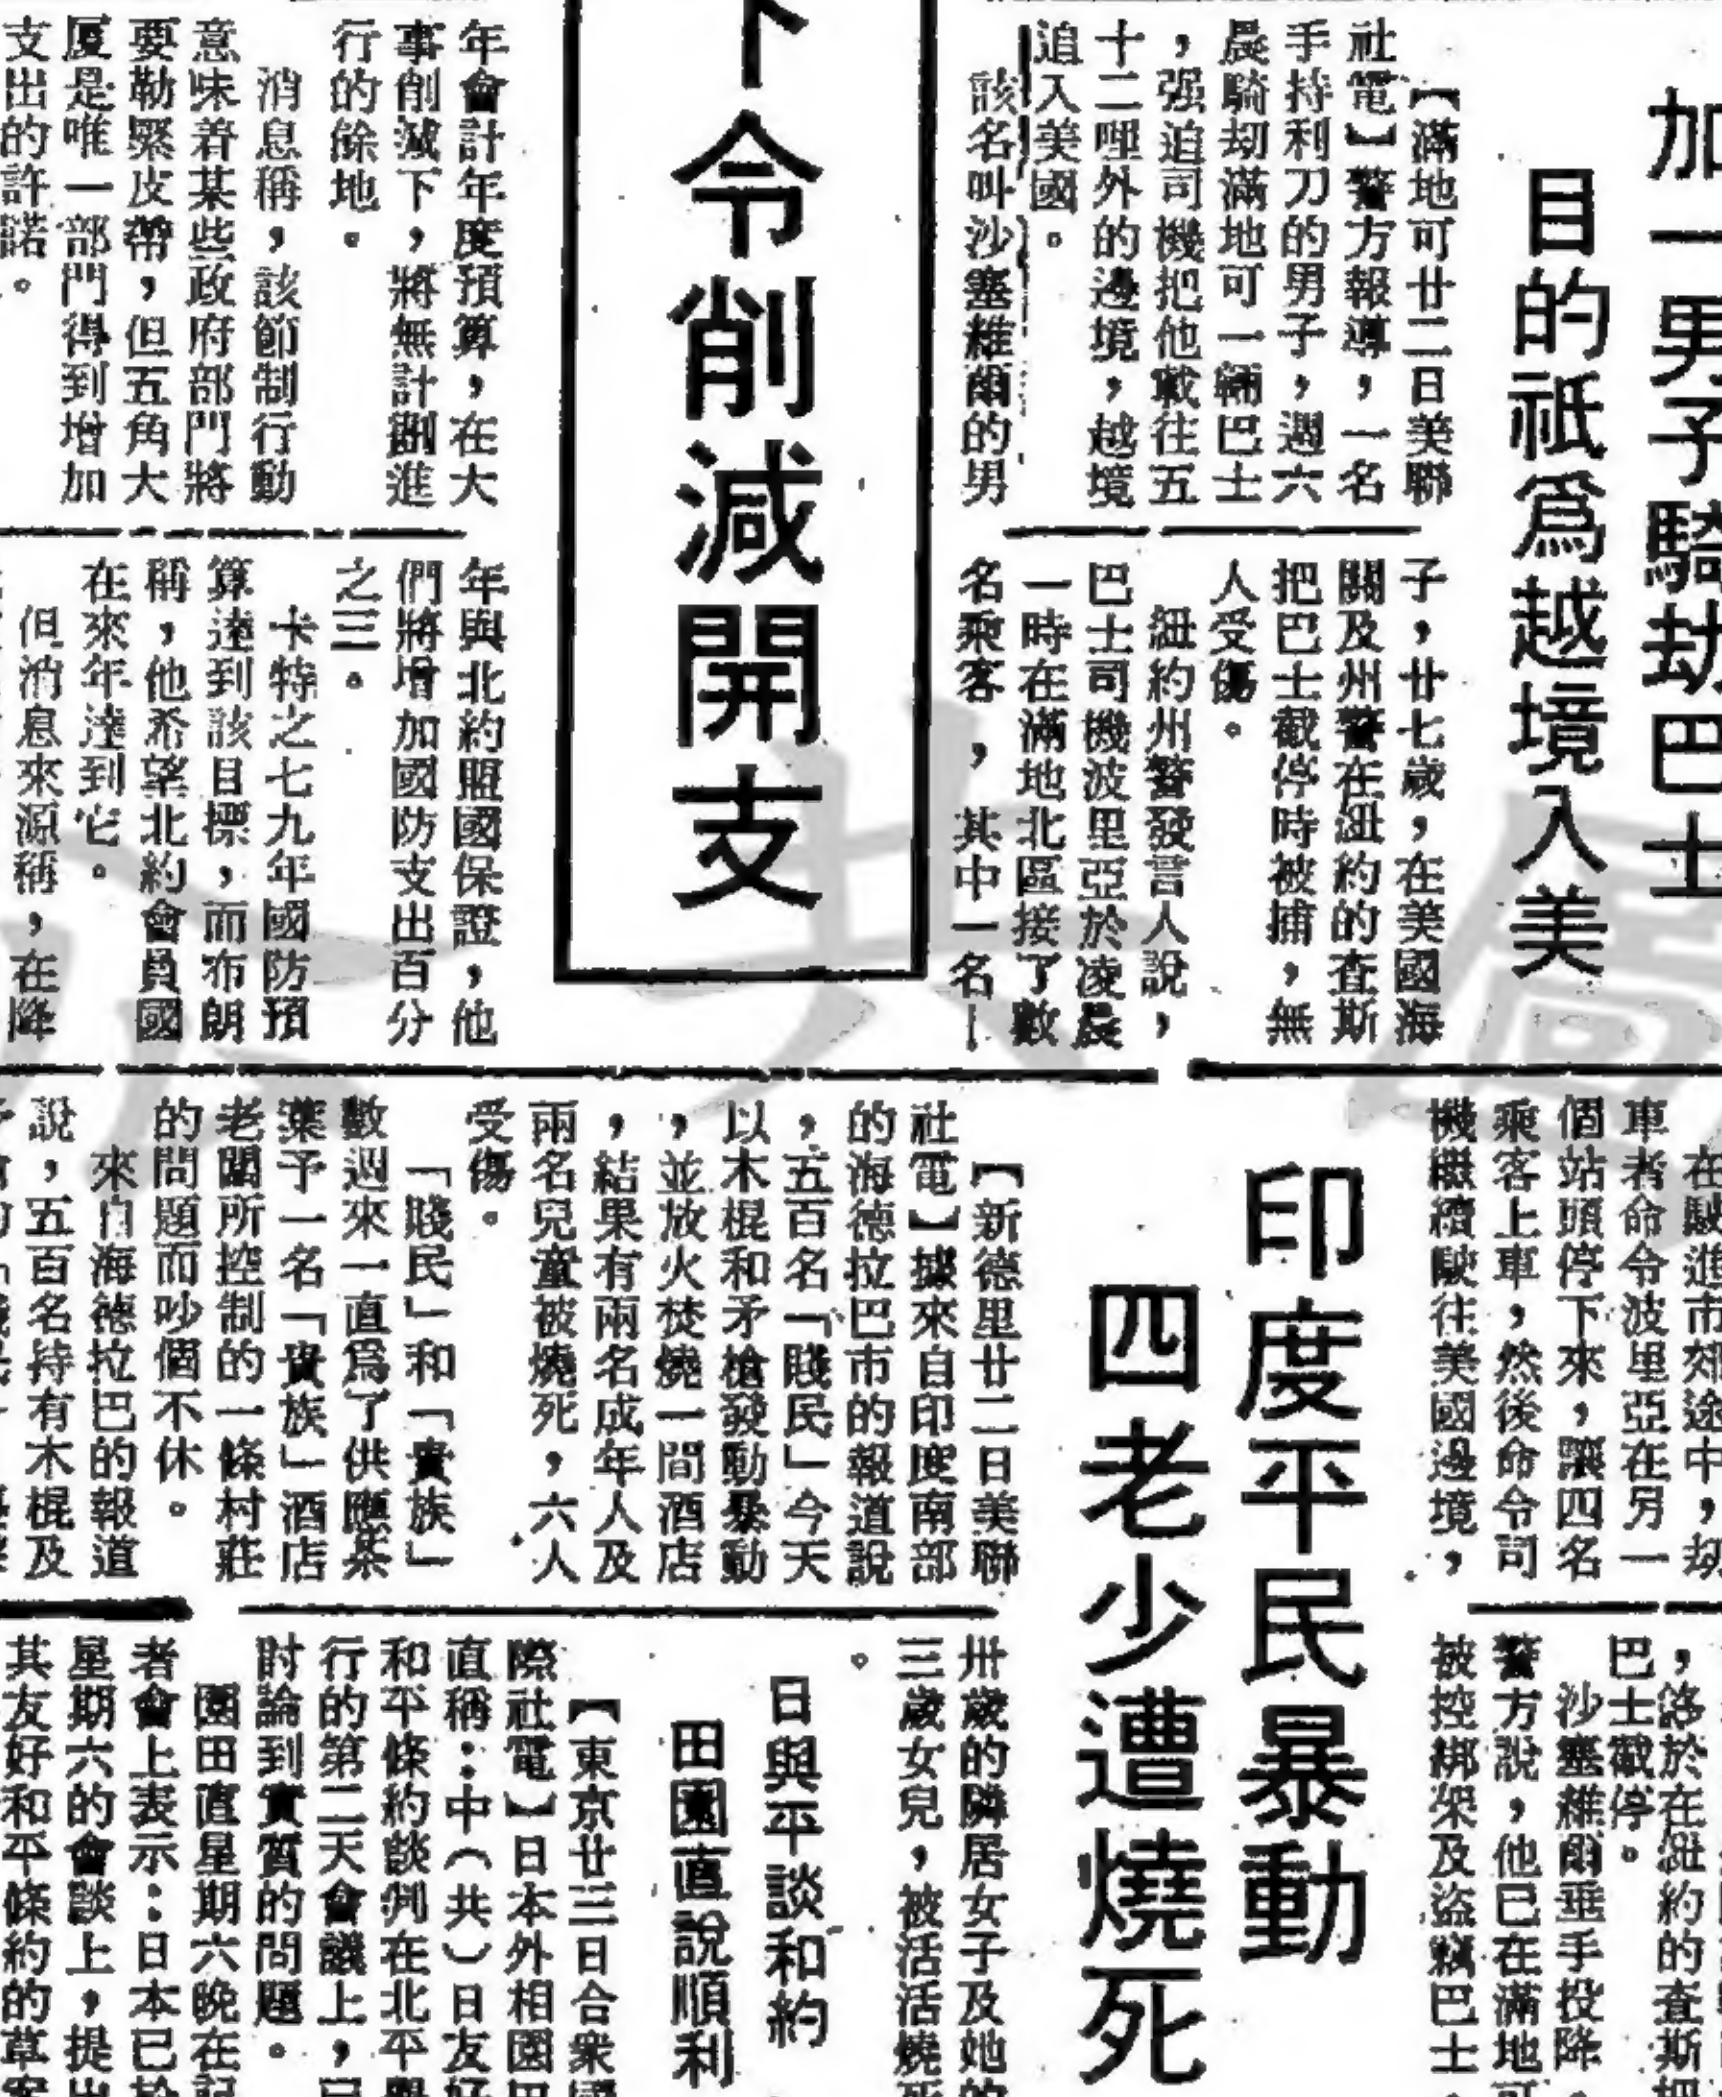 加一男子騎劫巴士
目的祇爲越境入美
【滿地可廿二日美聯
社電】警方報導,一名
手持利刀的男子,週六
晨騎劫滿地可一輛巴士
,强迫司機把他載往五
十二哩外的邊境,越境
追入美國。
該名叫沙塞維爾的男
子,廿七歲,在美國海
關及州警在紐約的查斯
把巴士截停時被捕,無
人受傷。
紐約州警發言人說,
巴士司機波里亞於凌晨
一時在滿地北區接了數
名乘客,其中一名
在駛進市郊途中,劫
車者命令波里亞在另一
個站頭停下來,讓四名
乘客上車,然後命令司
機繼續駛往美國邊境,
,終於在紐約的查斯把
巴士截停。
沙塞維爾垂手投降。
警方說,他已在滿地可
被控綁架及盜竊巴士
下令削減開支
年會計年度預算,在大
事削減下,將無計劃進
行的餘地。
消息稱,該節制行動
意味着某些政府部門將
要勒緊皮帶,但五角大
厦是唯一部門得到增加
支出的許諾。
年與北約盟國保證,他
們將增加國防支出百分
之三。
卡特之七九年國防預
算達到該目標,而布朗
稱,他希望北約會員國
在來年達到它。
但消息來源稱,在降
印度平民暴動
四老少遭燒死
【新德里廿二日美聯
社電】據來自印度南部
的海德拉巴市的報道說
,五百名「賤民」今天
以木棍和矛槍發動暴動
,並放火焚燒一間酒店
,結果有兩名成年人及
兩名兒童被燒死,六人
受傷。
「賤民」和「貴族」
數週來一直爲了供應茶
葉予一名「貴族」酒店
老闆所控制的一條村莊
的問題而吵個不休。
來自海德拉巴的報道
說,五百名持有木棍及
卅歲的隣居女子及她的
三歲女兒,被活活燒死
。
日與平談和約
田園直說順利
【東京廿三日合衆國
際社電】日本外相園田
直稱:中(共)日友好
和平條約談判在北平舉
行的第二天會議上,已
討論到實質的問題。
園田直星期六晚在記
者會上表示:日本已於
星期六的會談上,提出
其友好和平條約的草案